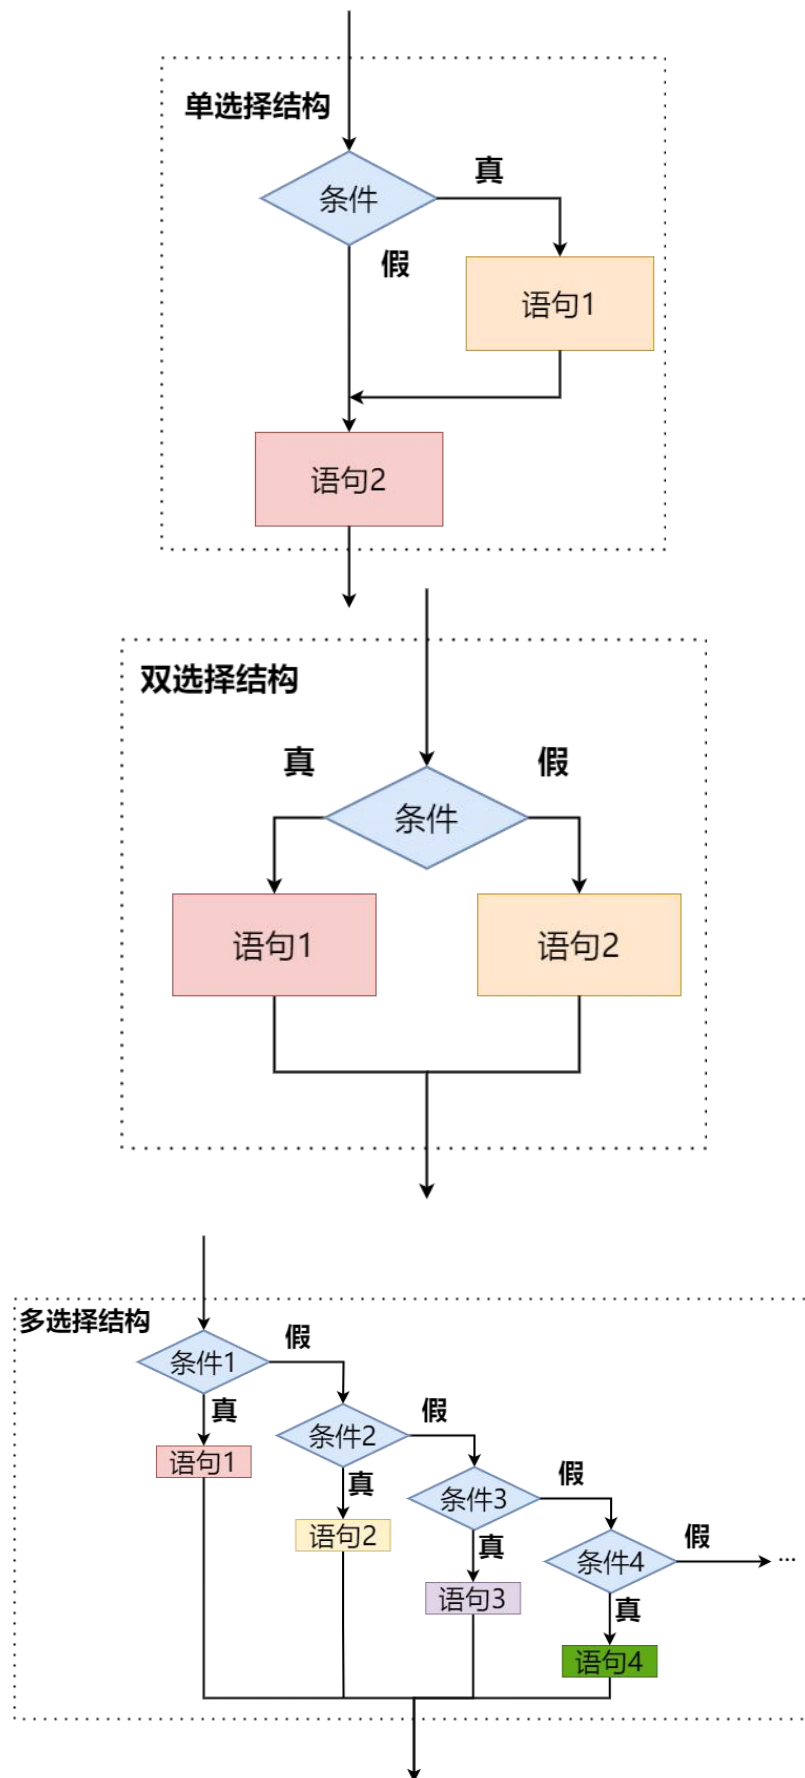 单选择结构
真
条件
假
语句1
语句2
双选择结构
真
假
条件
语句1
语句2
多选择结构
假
条件1
真
假
条件2
语句1
真
假
条件3
语句2
真
假
条件4
...
语句3
真
语句4